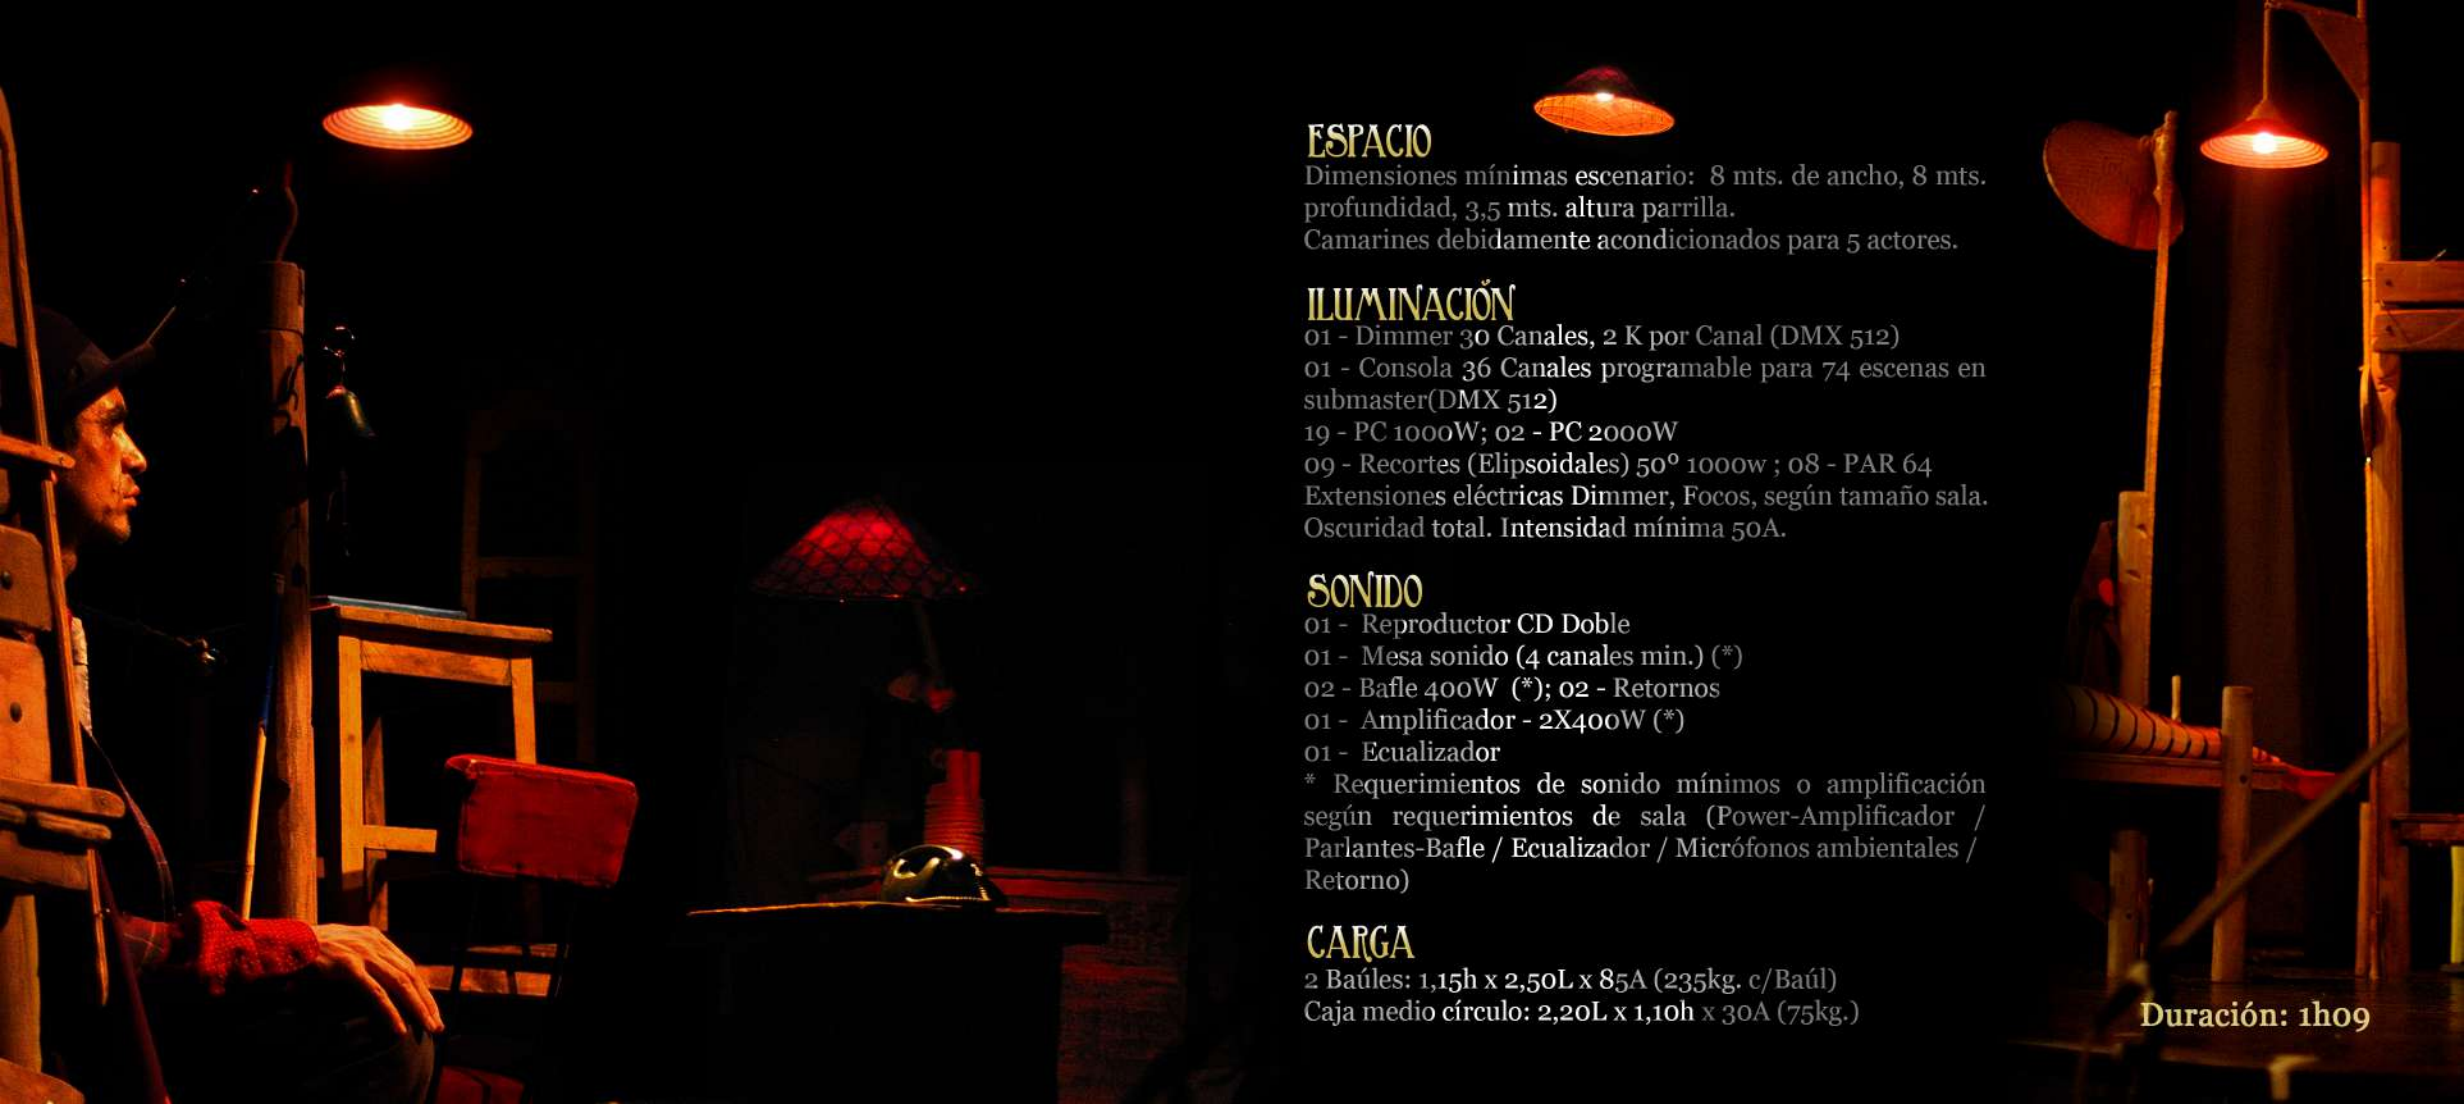 ESPACIO
Dimensiones mínimas escenario: 8 mts. de ancho, 8 mts.
profundidad, 3,5 mts. altura parrilla.
Camarines debidamente acondicionados para 5 actores.
ILUMINACIÓN
01 - Dimmer 30 Canales, 2 K por Canal (DMX 512)
01 - Consola 36 Canales programable para 74 escenas en
submaster(DMX 512)
19 - PC 1000W; 02 - PC 2000W
09 - Recortes (Elipsoidales) 50º 1000w ; 08 - PAR 64
Extensiones eléctricas Dimmer, Focos, según tamaño sala.
Oscuridad total. Intensidad mínima 50A.
SONIDO
01 - Reproductor CD Doble
01 - Mesa sonido (4 canales min.) (*)
02 - Bafle 400W (*); 02 - Retornos
01 - Amplificador - 2X400W (*)
01 - Ecualizador
* Requerimientos de sonido mínimos o amplificación
según requerimientos de sala (Power-Amplificador /
Parlantes-Bafle / Ecualizador / Micrófonos ambientales /
Retorno)
CARGA
2 Baúles: 1,15h x 2,50L x 85A (235kg. c/Baúl)
Caja medio círculo: 2,20L x 1,10h x 30A (75kg.)
Duración: 1h09